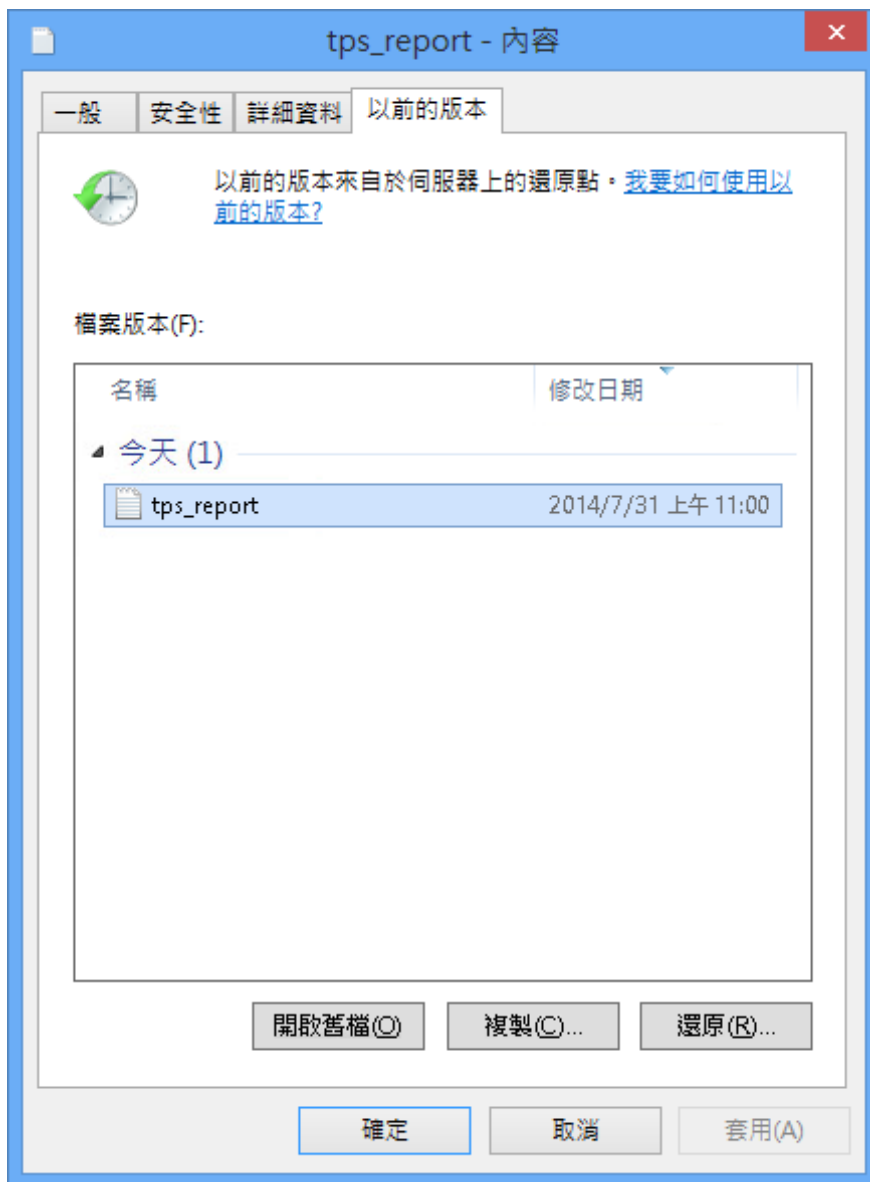 tps_report - 內容
一般 安全性 詳細資料 以前的版本
以前的版本來自於伺服器上的還原點。我要如何使用以
前的版本?
檔案版本(F):
名稱 修改日期
今天 (1)
tps_report 2014/7/31 上午 11:00
開啟舊檔(O) 複製(C)... 還原(R)...
確定 取消 套用(A)